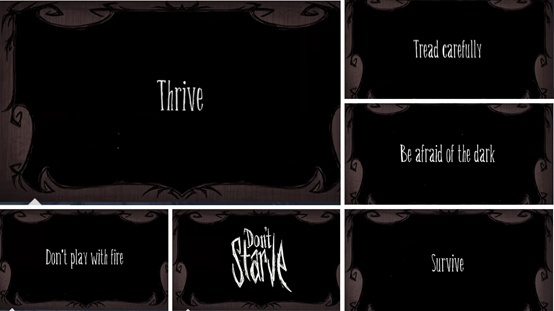 Thrive
Tread carefully
Be afraid of the dark
Don't play with fire
Don't
Starve
Survive